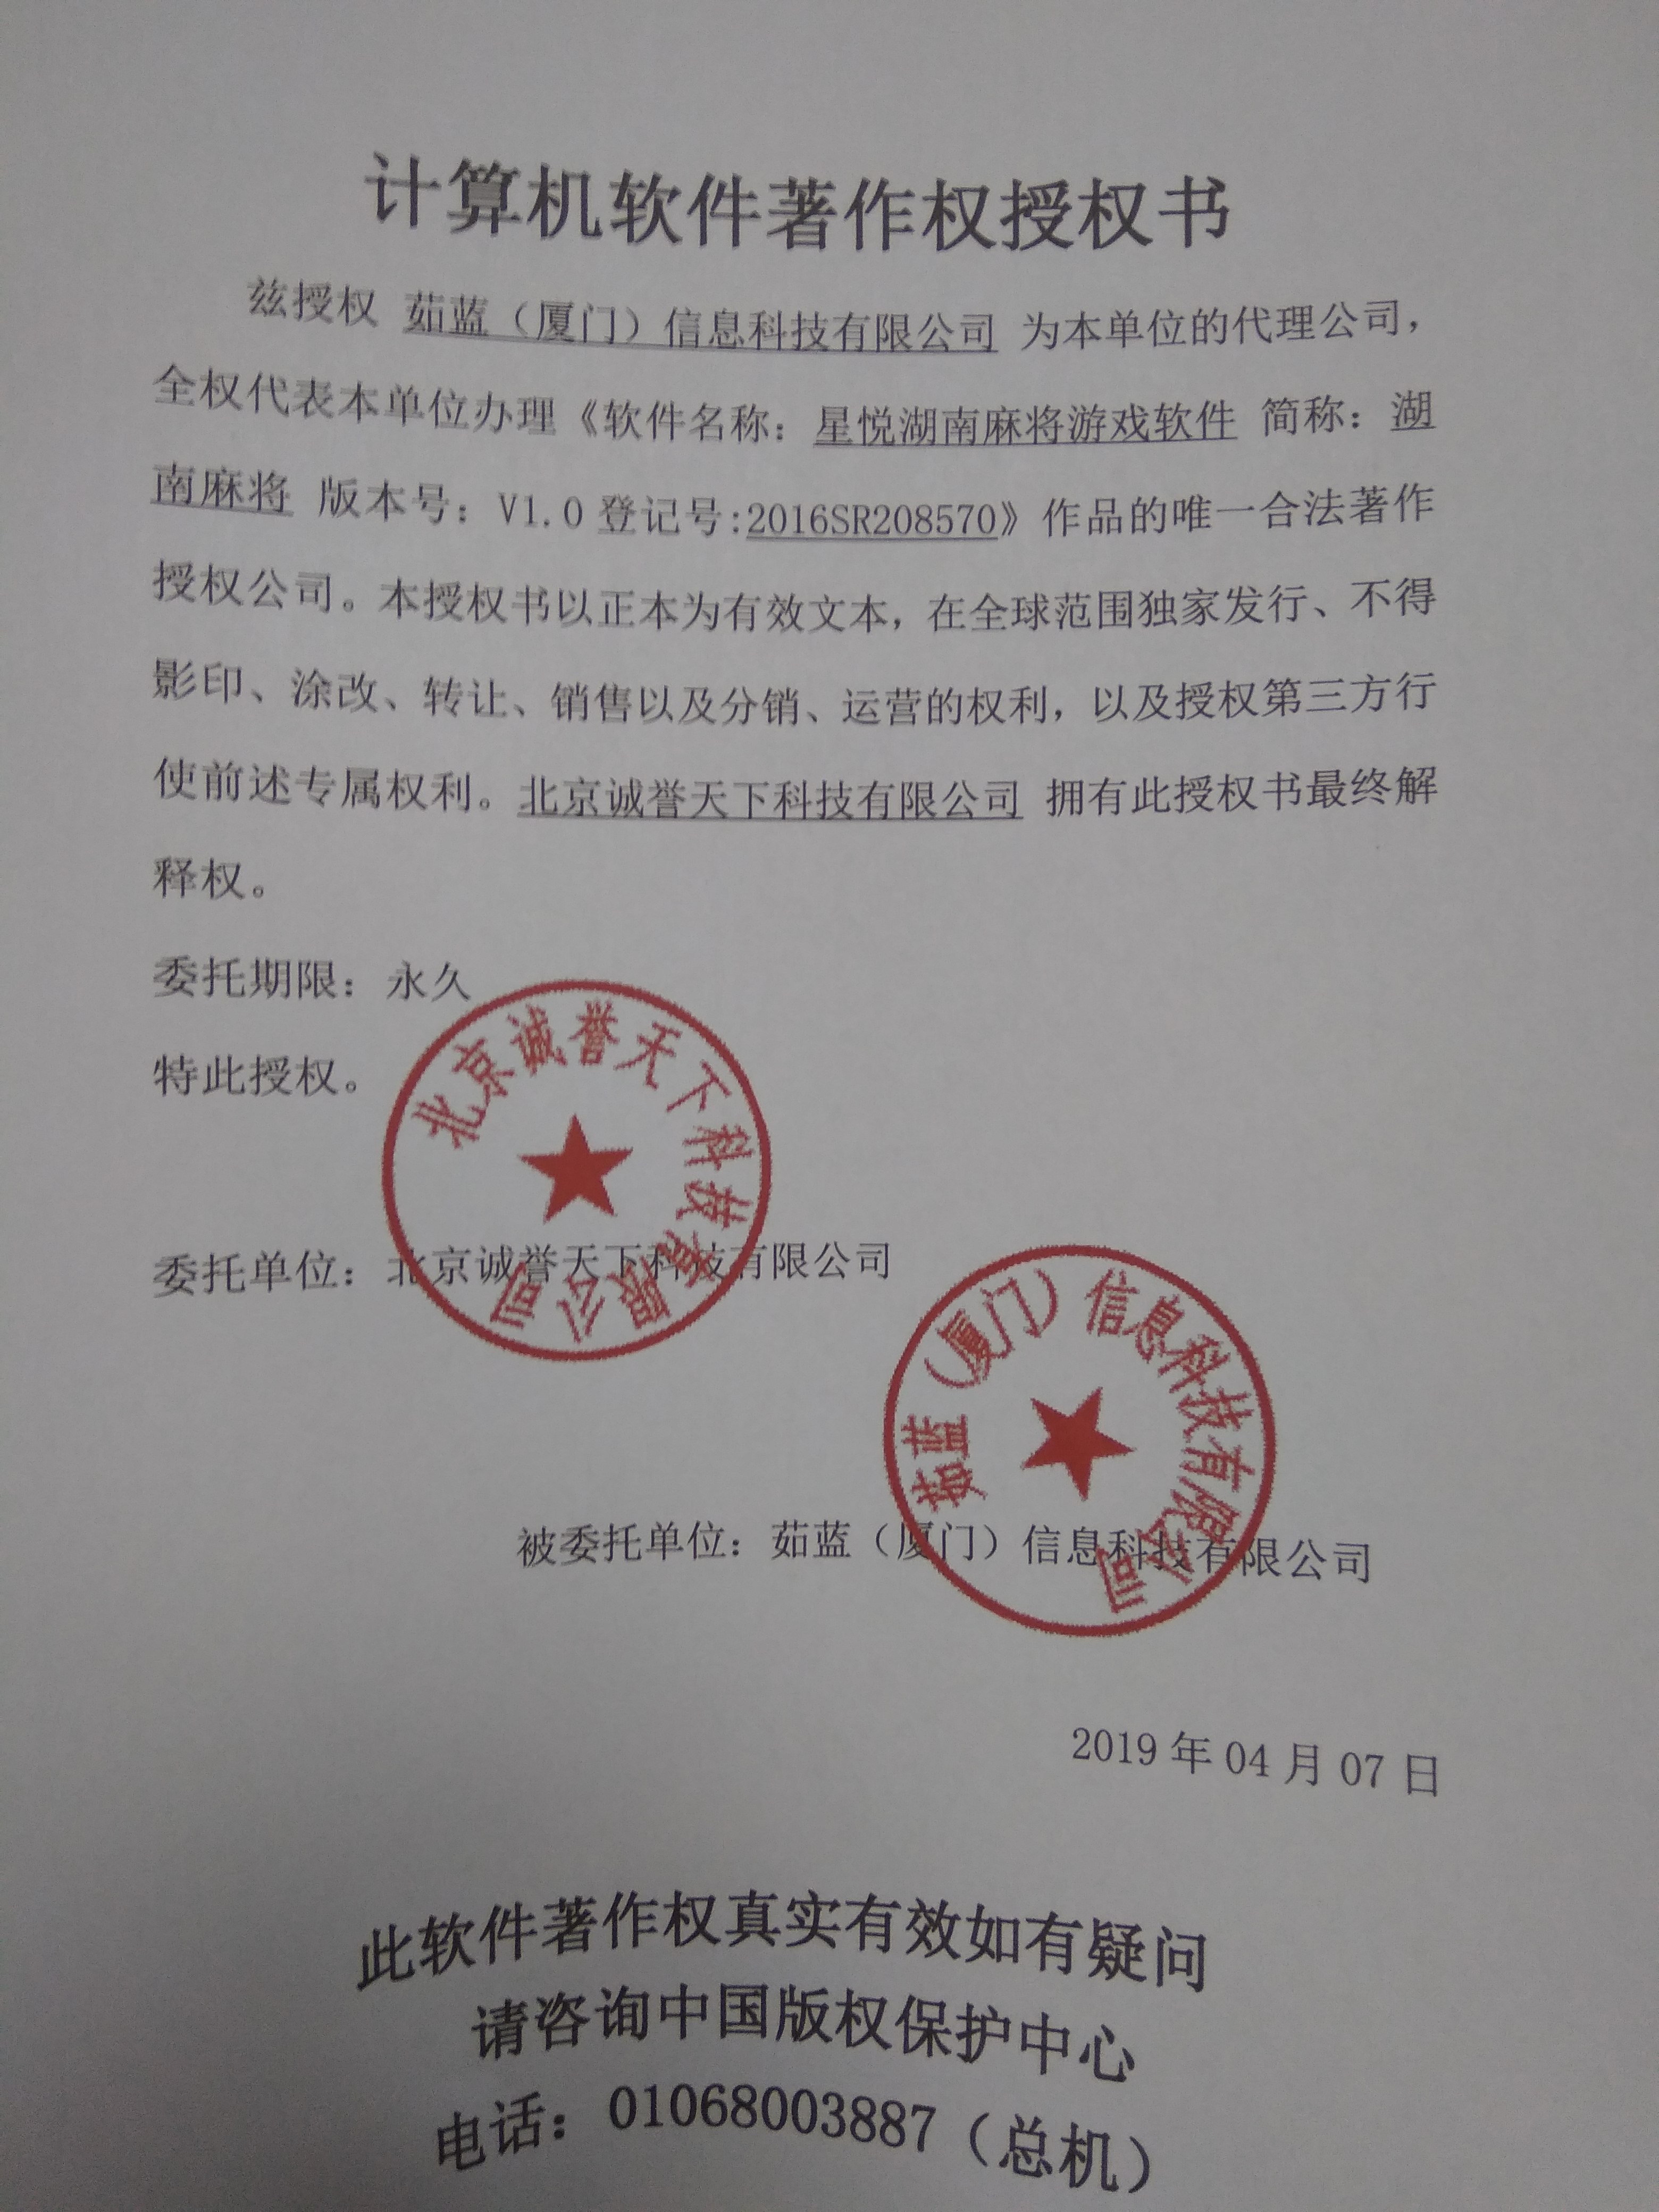 计算机软件著作权授权书
兹授权 茹蓝（厦门）信息科技有限公司 为本单位的代理公司，
全权代表本单位办理《软件名称：星悦湖南麻将游戏软件 简称：湖
南麻将 版本号：V1.0 登记号:2016SR208570》作品的唯一合法著作
授权公司。本授权书以正本为有效文本，在全球范围独家发行、不得
影印、涂改、转让、销售以及分销、运营的权利，以及授权第三方行
使前述专属权利。北京诚誉天下科技有限公司 拥有此授权书最终解
释权。
委托期限：永久
特此授权。
北京诚誉天下科技有限公司
委托单位：北京诚誉天下科技有限公司
茹蓝（厦门）信息科技有限公司
被委托单位：茹蓝（厦门）信息科技有限公司
2019 年 04 月 07 日
此软件著作权真实有效如有疑问
请咨询中国版权保护中心
电话：01068003887（总机）